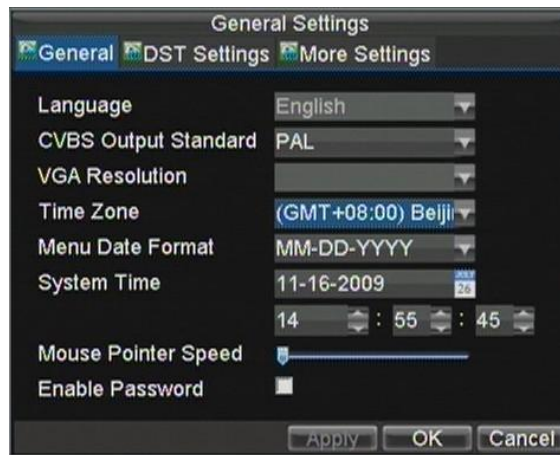 General Settings
General DST Settings More Settings
Language English
CVBS Output Standard PAL
VGA Resolution
Time Zone (GMT+08:00) Beiji
Menu Date Format MM-DD-YYYY
System Time 11-16-2009
JULY
26
14 : 55 : 45
Mouse Pointer Speed
Enable Password
Apply OK Cancel